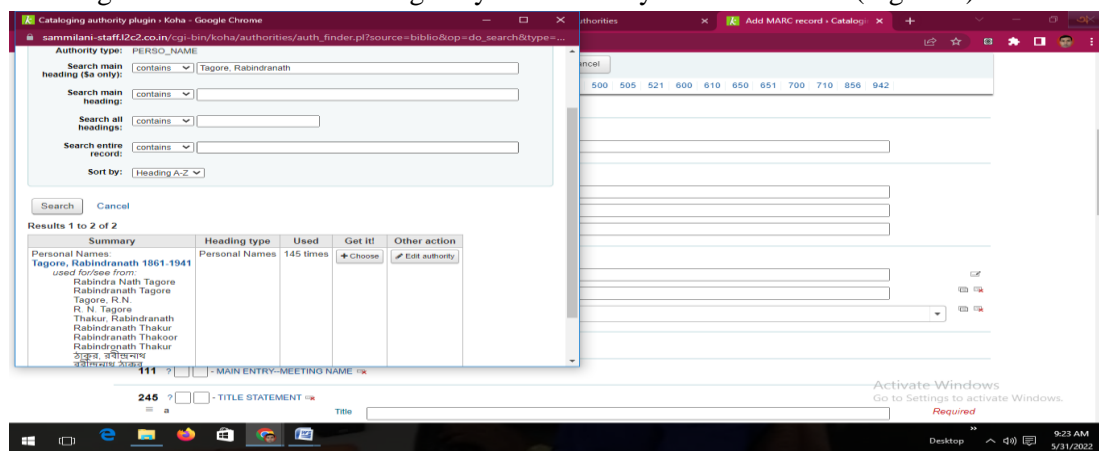 Cataloging authority plugin › Koha - Google Chrome
sammilani-staff.l2c2.co.in/cgi-bin/koha/authorities/auth_finder.pl?source=biblio&op=do_search&type=...
Authority type: PERSO_NAME
Search main heading ($a only): contains Tagore, Rabindranath
Search main heading: contains
Search all headings: contains
Search entire record: contains
Sort by: Heading A-Z
Search Cancel
Results 1 to 2 of 2
Summary Heading type Used Get it! Other action
Personal Names: Personal Names 145 times + Choose Edit authority
Tagore, Rabindranath 1861-1941
used for/see from:
Rabindra Nath Tagore
Rabindranath Tagore
Tagore, R.N.
R. N. Tagore
Thakur, Rabindranath
Rabindranath Thakur
Rabindranath Thakoor
Rabindronath Thakur
ঠাকুর, রবীন্দ্রনাথ
রবীন্দ্রনাথ ঠাকুর
uthorities
Add MARC record › Catalogi
ncel
500 505 521 600 610 650 651 700 710 856 942
111 ? - MAIN ENTRY--MEETING NAME
245 ? - TITLE STATEMENT
a Title
Required
Activate Windows
Go to Settings to activate Windows.
Desktop
9:23 AM
5/31/2022